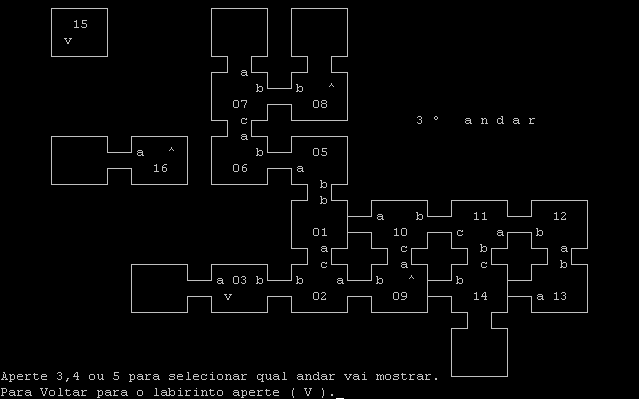 15
v
a
b b ^
07 08
3 º a n d a r
c
a
a ^ b 05
16 06 a
b
b
a b 11 12
01 10 c a b
a c b a
c a c b
a 03 b b a b ^ b
v 02 09 14 a 13
Aperte 3,4 ou 5 para selecionar qual andar vai mostrar.
Para Voltar para o labirinto aperte ( V )._